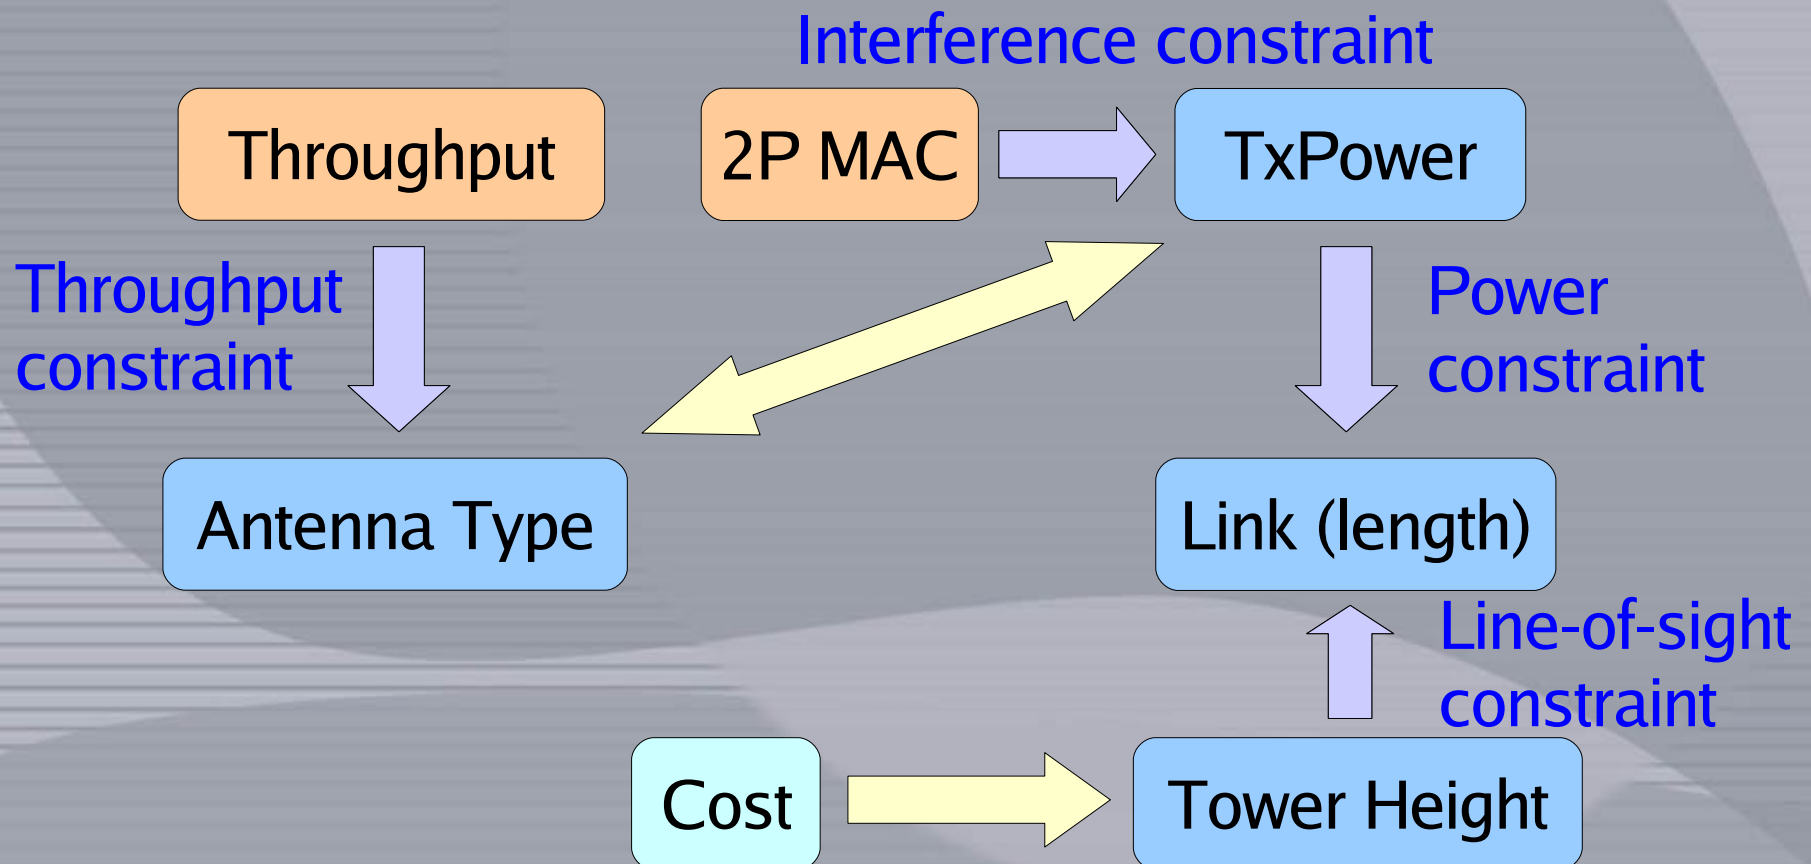 Interference constraint
Throughput
2P MAC
TxPower
Throughput
constraint
Power
constraint
Antenna Type
Link (length)
Line-of-sight
constraint
Cost
Tower Height